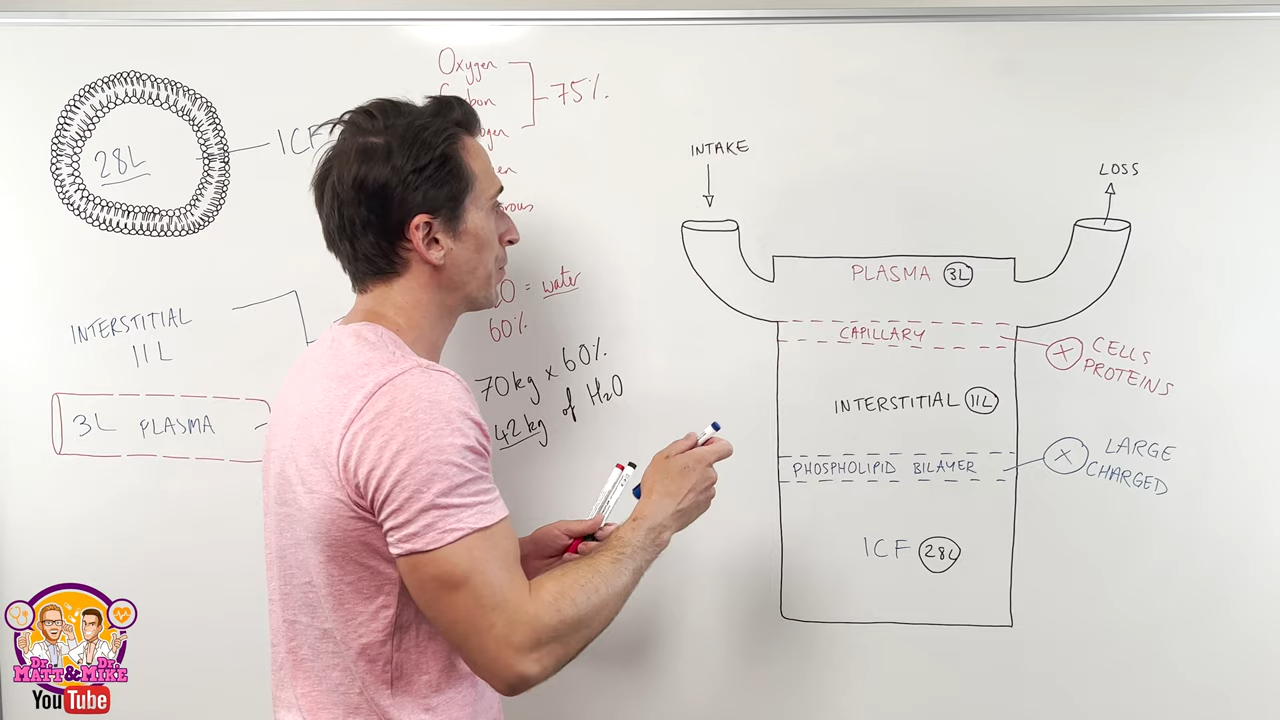 28L
ICF
INTERSTITIAL
11L
3L PLASMA
Oxygen
75%
= water
60%
70kg x 60%
42kg of H2O
INTAKE
LOSS
PLASMA 3L
CAPILLARY
X CELLS
PROTEINS
INTERSTITIAL 11L
PHOSPHOLIPID BILAYER
X LARGE
CHARGED
ICF 28L
Dr. Dr.
MATT & MIKE
YouTube